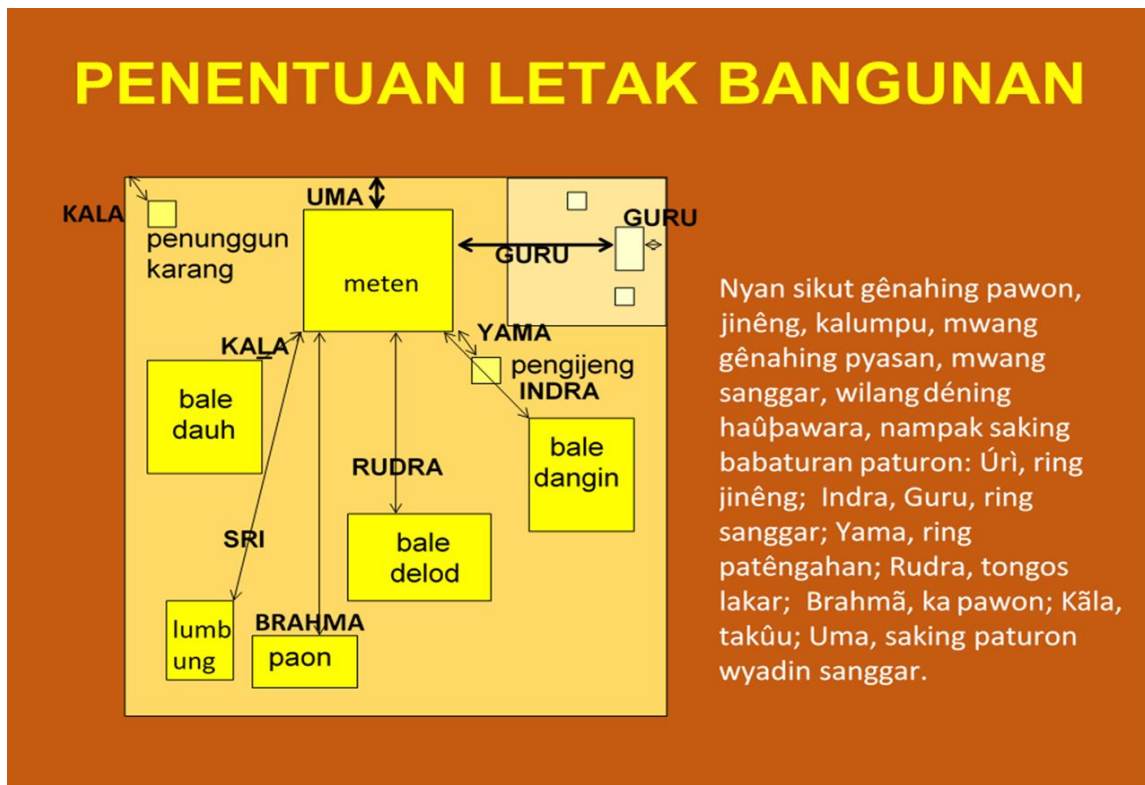 PENENTUAN LETAK BANGUNAN
KALA
UMA
GURU
penunggun
karang
GURU
meten
KALA
YAMA
pengijeng
INDRA
bale
dauh
bale
dangin
RUDRA
SRI
bale
delod
BRAHMA
lumb
ung
paon
Nyan sikut gênahing pawon,
jinêng, kalumpu, mwang
gênahing pyasan, mwang
sanggar, wilang déning
haûþawara, nampak saking
babaturan paturon: Úrì, ring
jinêng; Indra, Guru, ring
sanggar; Yama, ring
patêngahan; Rudra, tongos
lakar; Brahmã, ka pawon; Kãla,
takûu; Uma, saking paturon
wyadin sanggar.